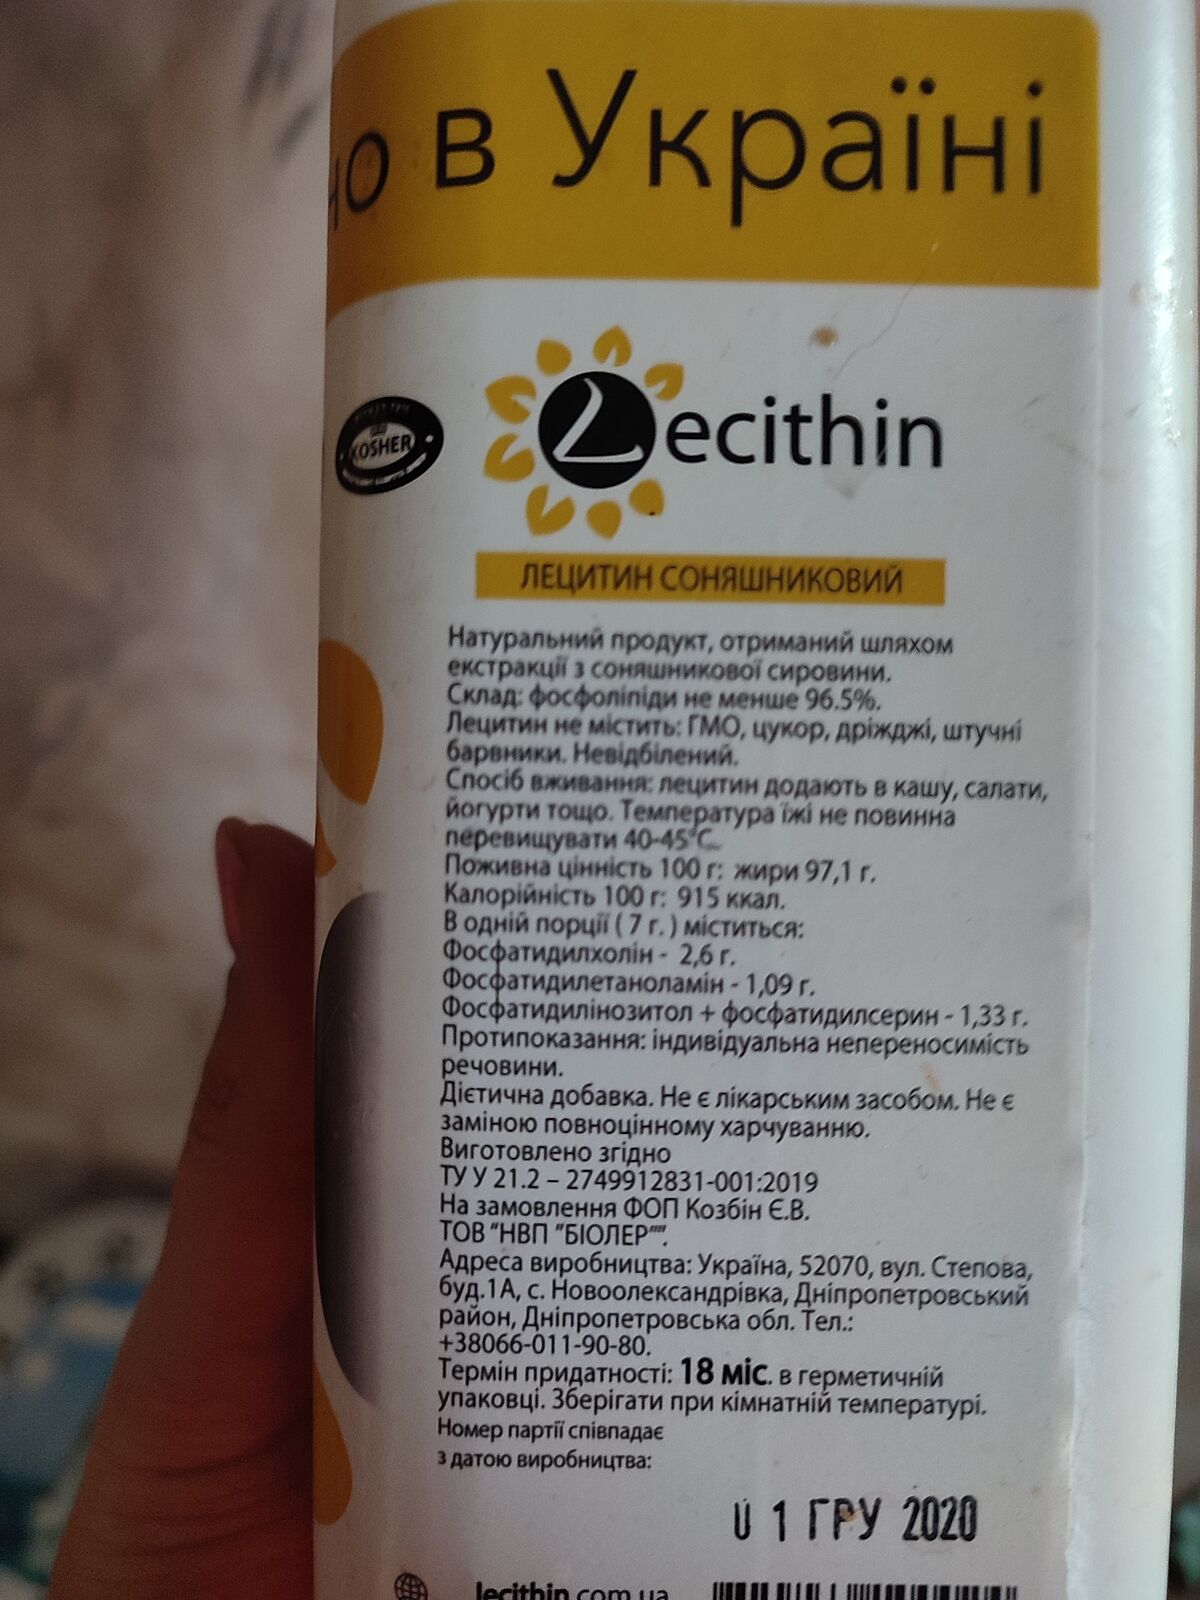 но в Україні
KOSHER
Lecithin
ЛЕЦИТИН СОНЯШНИКОВИЙ
Натуральний продукт, отриманий шляхом
екстракції з соняшникової сировини.
Склад: фосфоліпіди не менше 96.5%.
Лецитин не містить: ГМО, цукор, дріжджі, штучні
барвники. Невідбілений.
Спосіб вживання: лецитин додають в кашу, салати,
йогурти тощо. Температура їжі не повинна
перевищувати 40-45°C.
Поживна цінність 100 г: жири 97,1 г.
Калорійність 100 г: 915 ккал.
В одній порції ( 7 г. ) міститься:
Фосфатидилхолін - 2,6 г.
Фосфатидилетаноламін - 1,09 г.
Фосфатидилінозитол + фосфатидилсерин - 1,33 г.
Протипоказання: індивідуальна непереносимість
речовини.
Дієтична добавка. Не є лікарським засобом. Не є
заміною повноцінному харчуванню.
Виготовлено згідно
ТУ У 21.2 – 2749912831-001:2019
На замовлення ФОП Козбін Є.В.
ТОВ "НВП "БІОЛЕР"".
Адреса виробництва: Україна, 52070, вул. Степова,
буд.1А, с. Новоолександрівка, Дніпропетровський
район, Дніпропетровська обл. Тел.:
+38066-011-90-80.
Термін придатності: 18 міс. в герметичній
упаковці. Зберігати при кімнатній температурі.
Номер партії співпадає
з датою виробництва:
0 1 ГРУ 2020
lecithin.com.ua